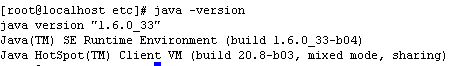 [root@localhost etc]# java -version
java version "1.6.0_33"
Java(TM) SE Runtime Environment (build 1.6.0_33-b04)
Java HotSpot(TM) Client VM (build 20.8-b03, mixed mode, sharing)